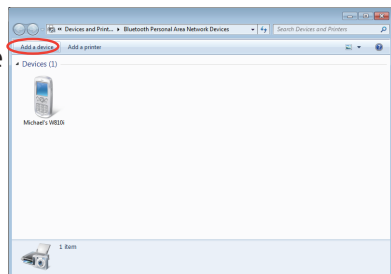 « Devices and Print... ▸ Bluetooth Personal Area Network Devices
Search Devices and Printers
Add a device Add a printer
e
Devices (1)
Michael's W810i
1 item